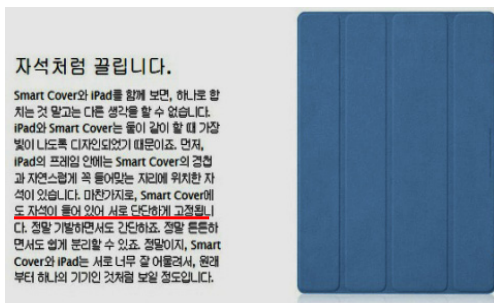 자석처럼 끌립니다.
Smart Cover와 iPad를 함께 보면, 하나로 합
치는 것 말고는 다른 생각을 할 수 없습니다.
iPad와 Smart Cover는 둘이 같이 할 때 가장
빛이 나도록 디자인되었기 때문이죠. 먼저,
iPad의 프레임 안에는 Smart Cover의 경첩
과 자연스럽게 꼭 들어맞는 자리에 위치한 자
석이 있습니다. 마찬가지로, Smart Cover에
도 자석이 들어 있어 서로 단단하게 고정됩니
다. 정말 기발하면서도 간단하죠. 정말 튼튼하
면서도 쉽게 분리할 수 있죠. 정말이지, Smart
Cover와 iPad는 서로 너무 잘 어울려서, 원래
부터 하나의 기기인 것처럼 보일 정도입니다.